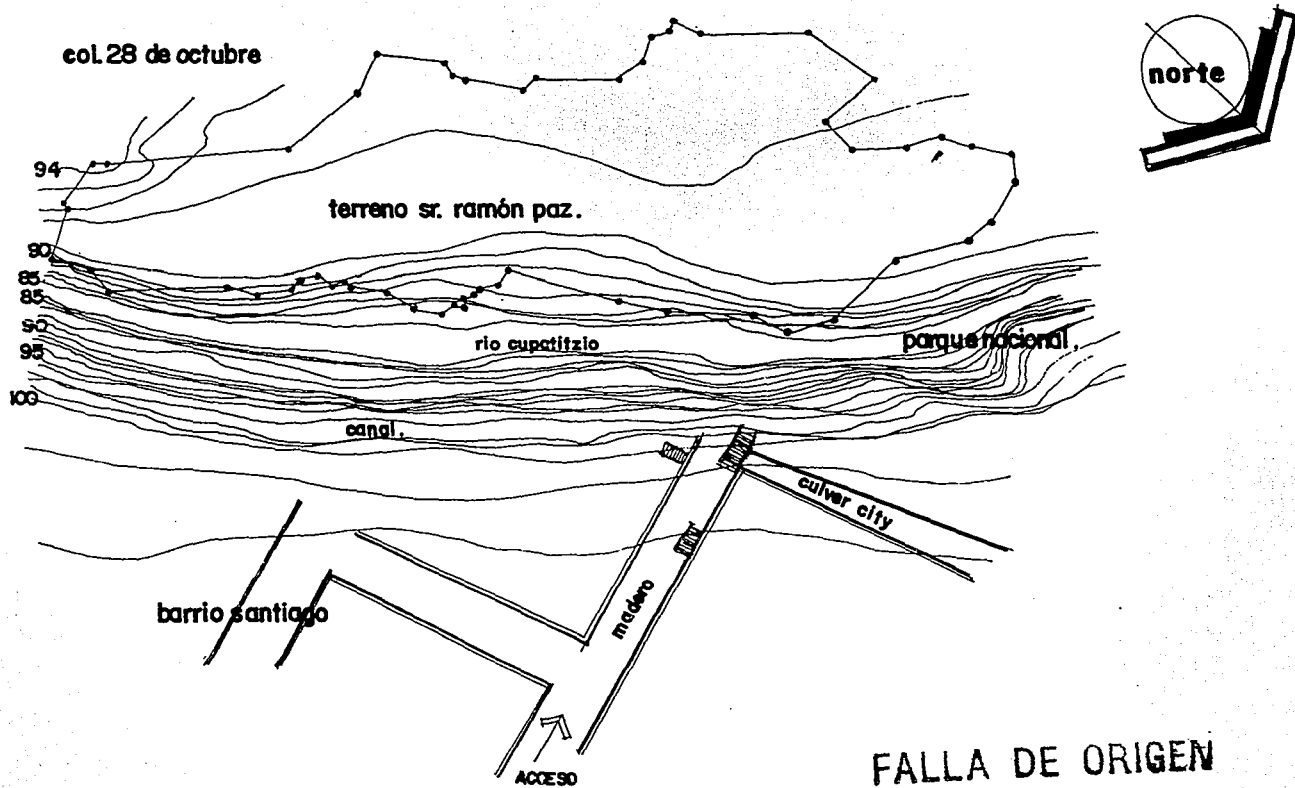 col. 28 de octubre
norte
94
terreno sr. ramón paz.
90
85.
85
90
95
100
rio cupatitzio
parque nacional.
canal.
culver city
madero
barrio santiago
ACCESO
FALLA DE ORIGEN